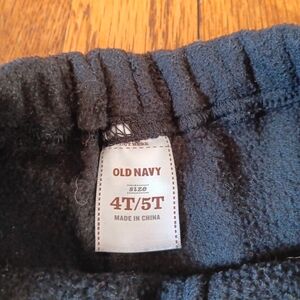 OLD NAVY
SIZE
4T/5T
MADE IN CHINA